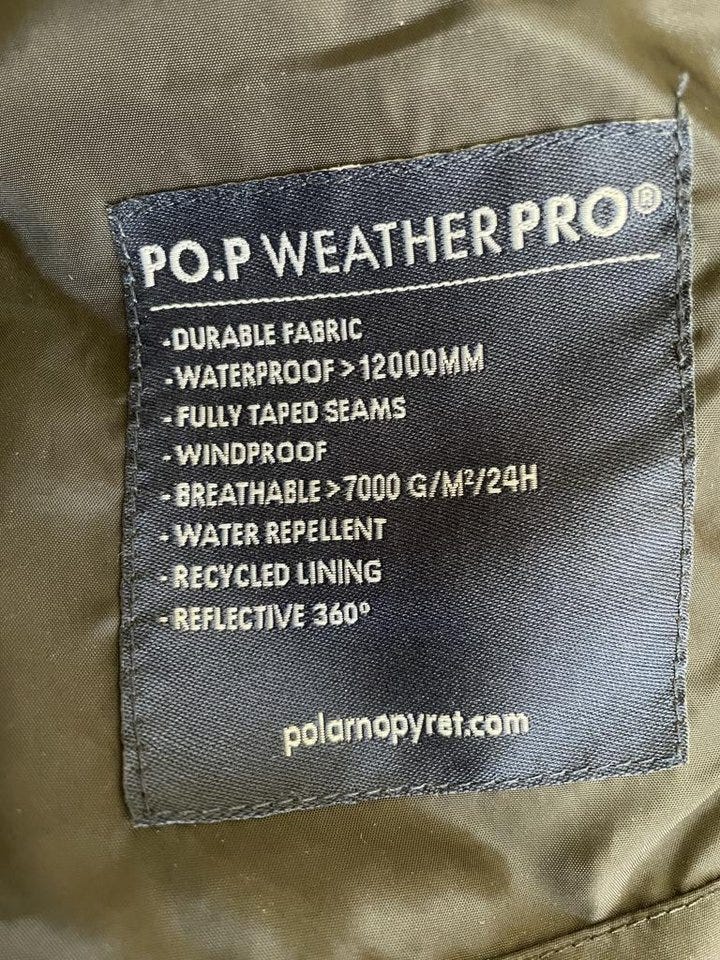 PO.P WEATHERPRO®
-DURABLE FABRIC
-WATERPROOF>12000MM
-FULLY TAPED SEAMS
-WINDPROOF
-BREATHABLE>7000 G/M²/24H
-WATER REPELLENT
-RECYCLED LINING
-REFLECTIVE 360°
polarnopyret.com